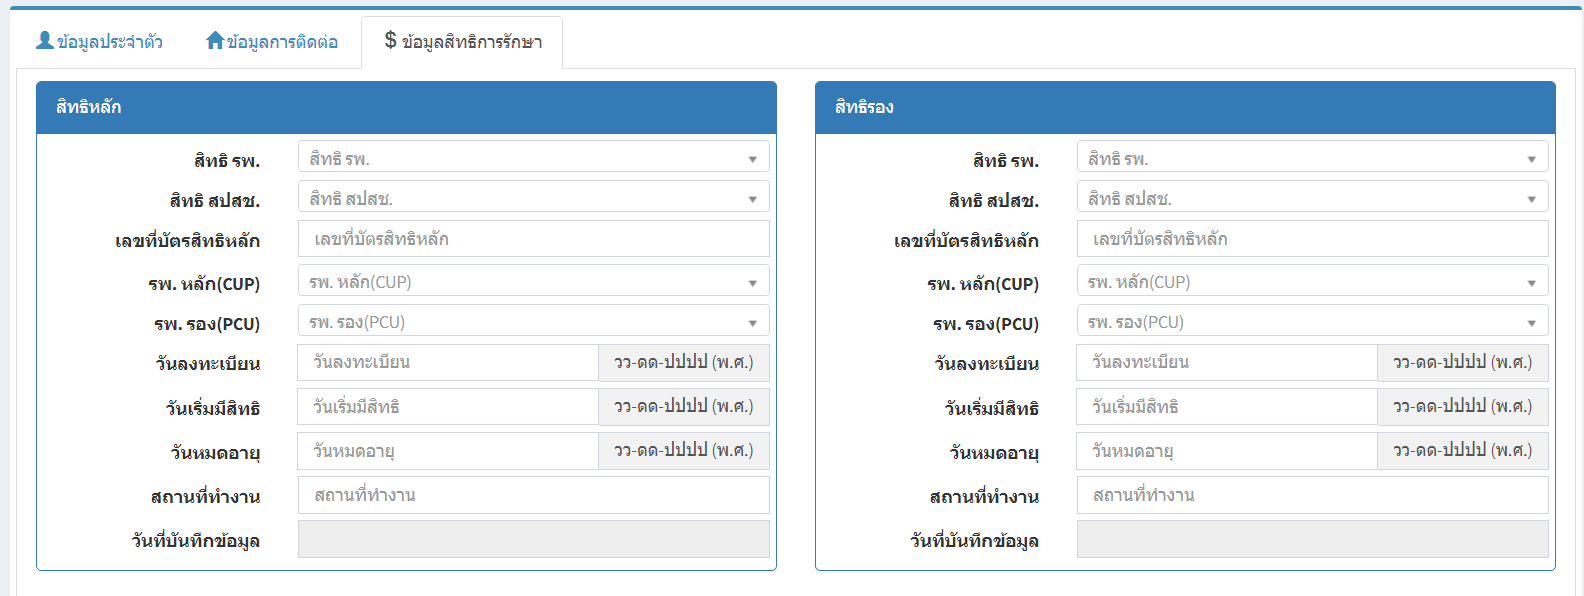 ข้อมูลประจำตัว ข้อมูลการติดต่อ $ ข้อมูลสิทธิการรักษา
สิทธิหลัก
สิทธิ รพ. สิทธิ รพ.
สิทธิ สปสช. สิทธิ สปสช.
เลขที่บัตรสิทธิหลัก เลขที่บัตรสิทธิหลัก
รพ. หลัก(CUP) รพ. หลัก(CUP)
รพ. รอง(PCU) รพ. รอง(PCU)
วันลงทะเบียน วันลงทะเบียน วว-ดด-ปปปป (พ.ศ.)
วันเริ่มมีสิทธิ วันเริ่มมีสิทธิ วว-ดด-ปปปป (พ.ศ.)
วันหมดอายุ วันหมดอายุ วว-ดด-ปปปป (พ.ศ.)
สถานที่ทำงาน สถานที่ทำงาน
วันที่บันทึกข้อมูล
สิทธิรอง
สิทธิ รพ. สิทธิ รพ.
สิทธิ สปสช. สิทธิ สปสช.
เลขที่บัตรสิทธิหลัก เลขที่บัตรสิทธิหลัก
รพ. หลัก(CUP) รพ. หลัก(CUP)
รพ. รอง(PCU) รพ. รอง(PCU)
วันลงทะเบียน วันลงทะเบียน วว-ดด-ปปปป (พ.ศ.)
วันเริ่มมีสิทธิ วันเริ่มมีสิทธิ วว-ดด-ปปปป (พ.ศ.)
วันหมดอายุ วันหมดอายุ วว-ดด-ปปปป (พ.ศ.)
สถานที่ทำงาน สถานที่ทำงาน
วันที่บันทึกข้อมูล